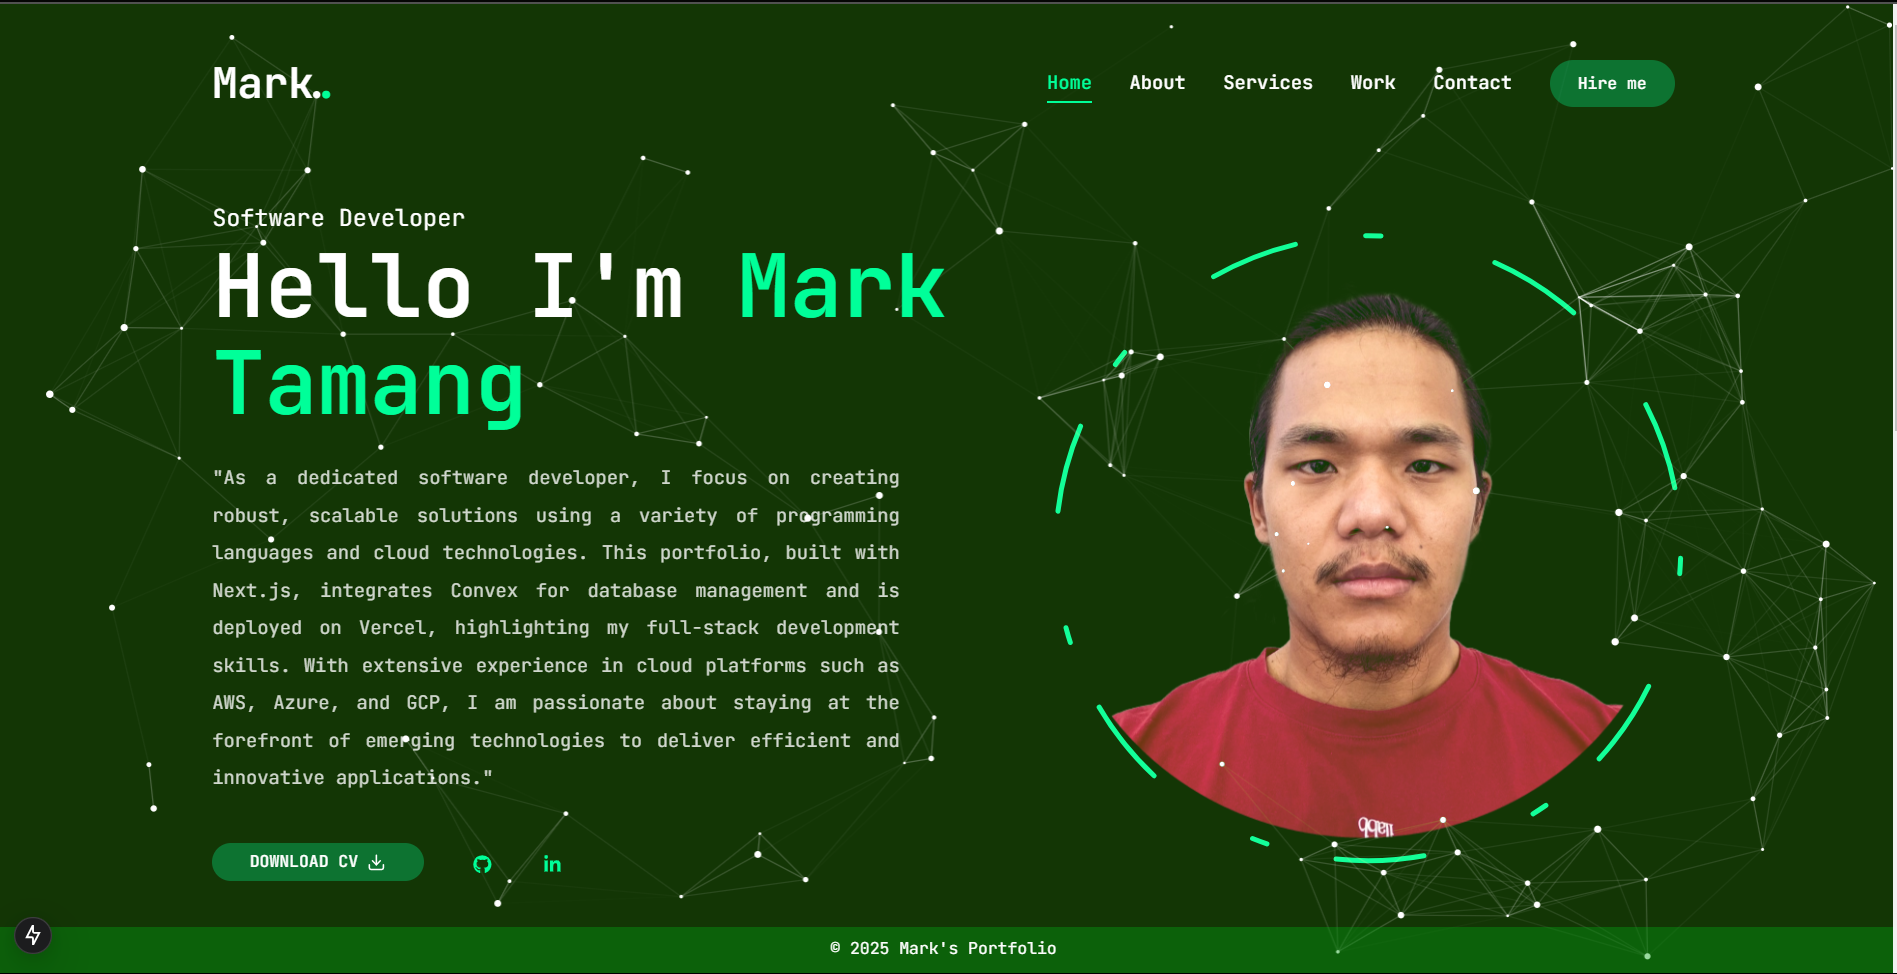 Mark.
Home About Services Work Contact Hire me
Software Developer
Hello I'm Mark
Tamang
"As a dedicated software developer, I focus on creating
robust, scalable solutions using a variety of programming
languages and cloud technologies. This portfolio, built with
Next.js, integrates Convex for database management and is
deployed on Vercel, highlighting my full-stack development
skills. With extensive experience in cloud platforms such as
AWS, Azure, and GCP, I am passionate about staying at the
forefront of emerging technologies to deliver efficient and
innovative applications."
DOWNLOAD CV
in
© 2025 Mark's Portfolio